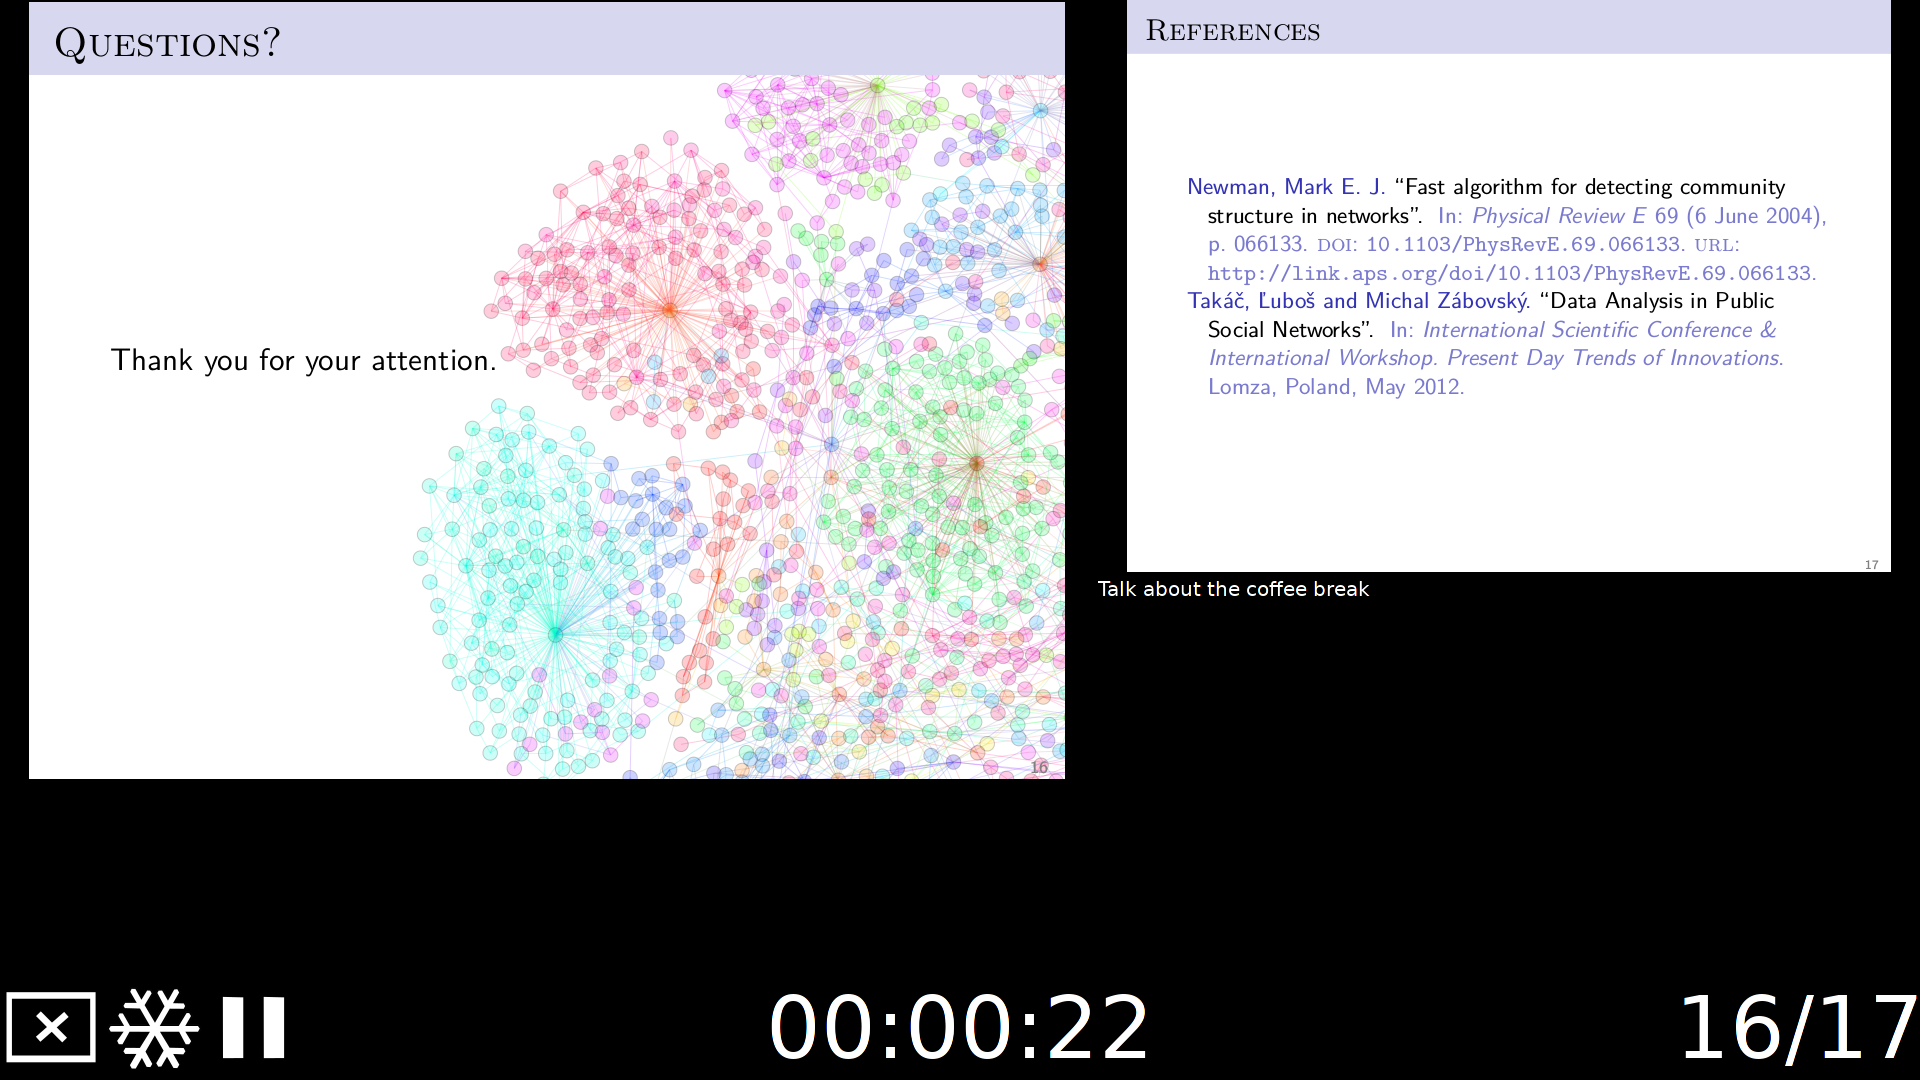 QUESTIONS?
Thank you for your attention.
16
REFERENCES
Newman, Mark E. J. “Fast algorithm for detecting community
structure in networks”. In: Physical Review E 69 (6 June 2004),
p. 066133. DOI: 10.1103/PhysRevE.69.066133. URL:
http://link.aps.org/doi/10.1103/PhysRevE.69.066133.
Takáč, Ľuboš and Michal Zábovský. “Data Analysis in Public
Social Networks”. In: International Scientific Conference &
International Workshop. Present Day Trends of Innovations.
Lomza, Poland, May 2012.
17
Talk about the coffee break
00:00:22
16/17